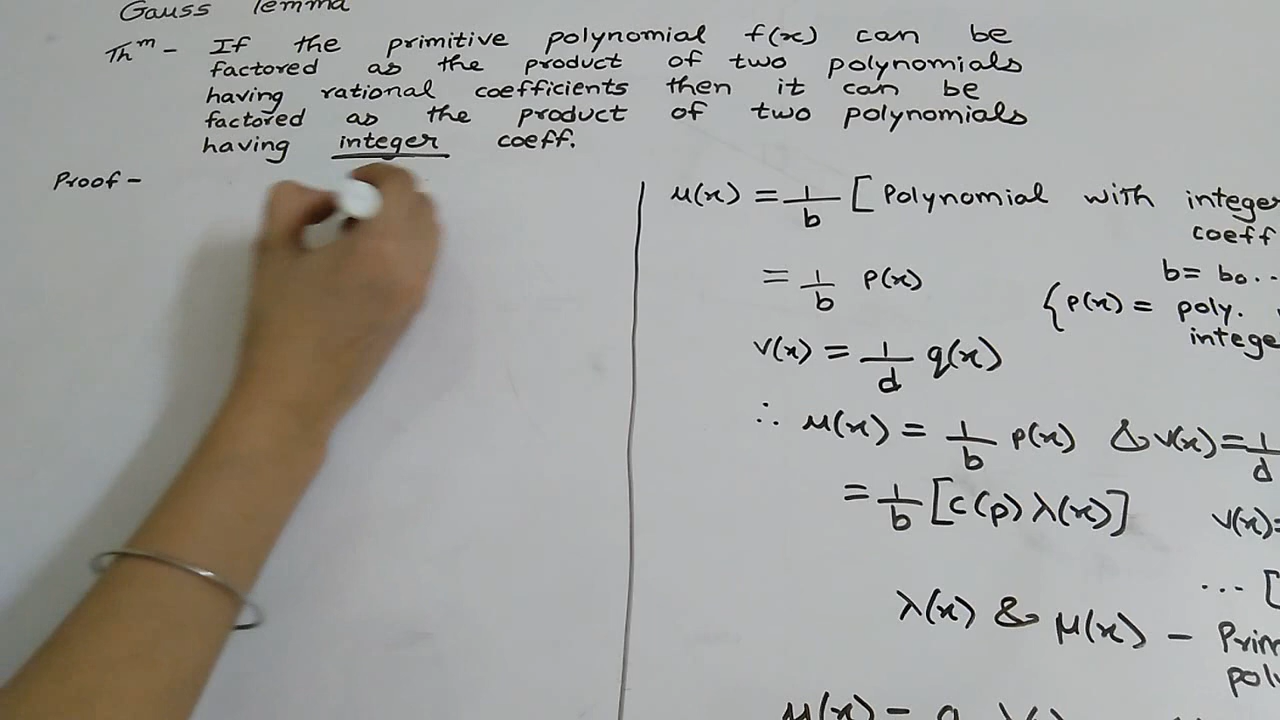 Gauss lemma
Thm - If the primitive polynomial f(x) can be
factored as the product of two polynomials
having rational coefficients then it can be
factored as the product of two polynomials
having integer coeff.
Proof -
u(x) = 1/b [Polynomial with integer
coeff
b = b0..
= 1/b p(x)
{p(x) = poly.
intege
v(x) = 1/d q(x)
∴ u(x) = 1/b p(x) & v(x) = 1/d
= 1/b [c(p) λ(x)]
v(x) =
... [
λ(x) & μ(x) - Prim
poly